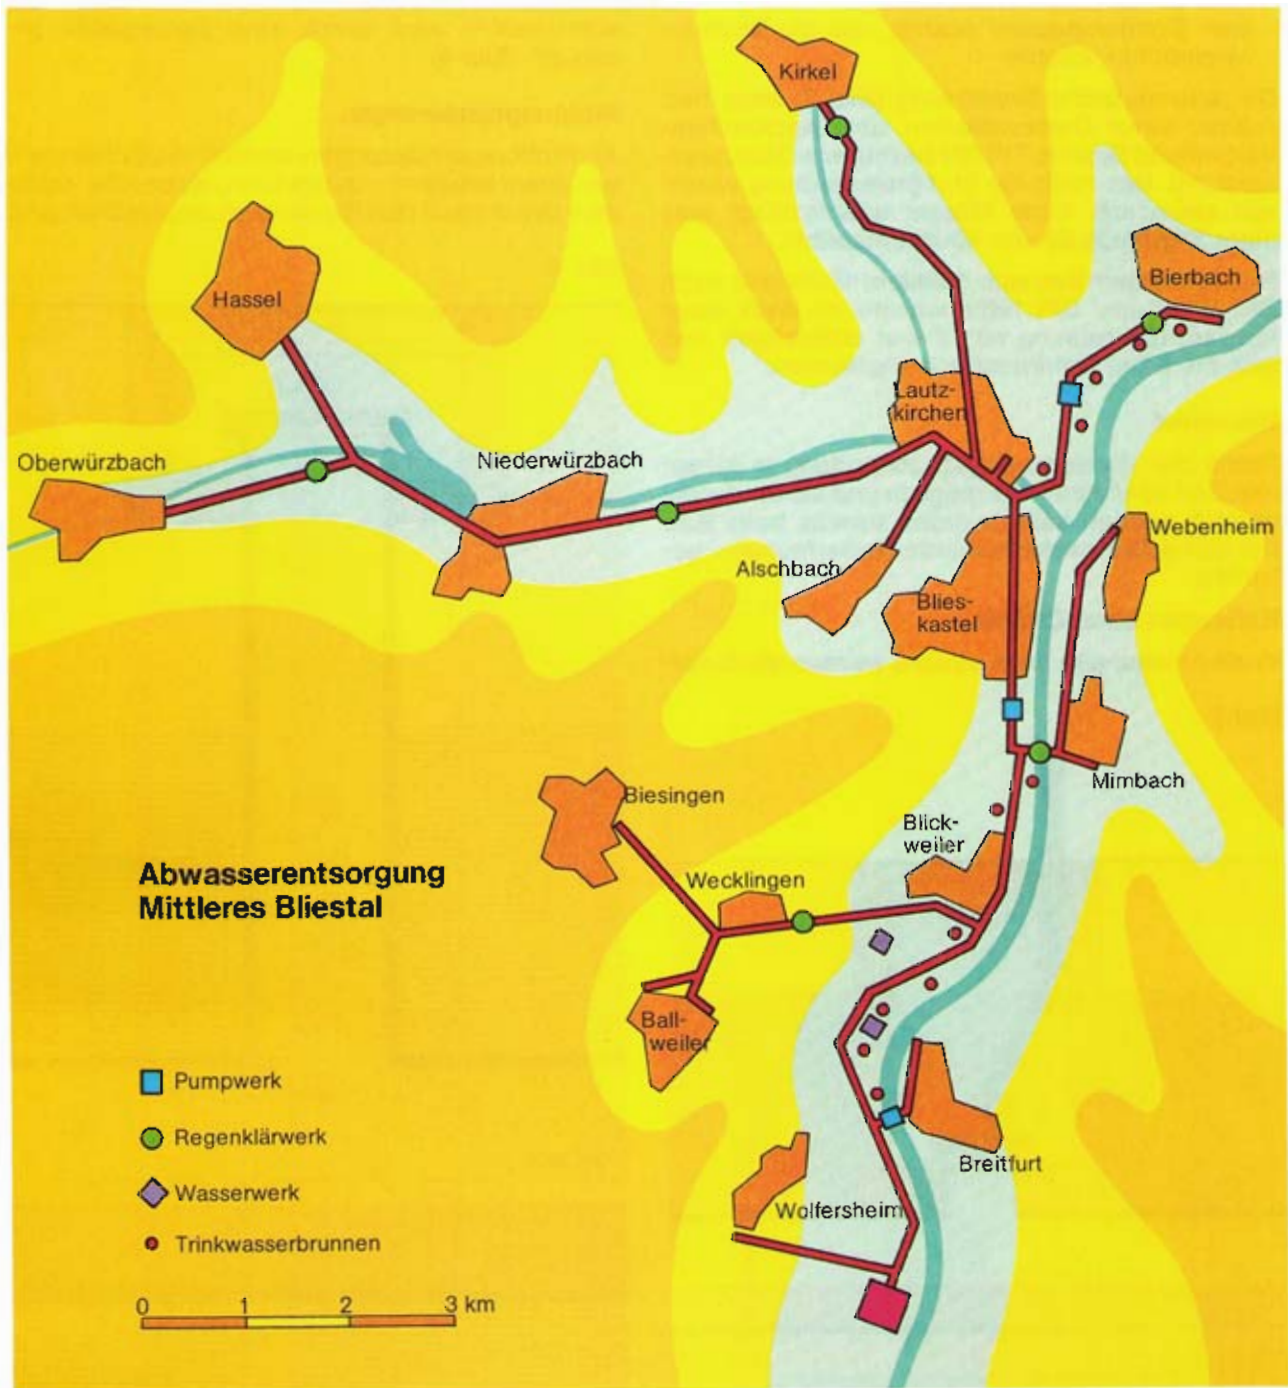 Kirkel
Bierbach
Hassel
Lautz-
kirchen
Oberwürzbach
Niederwürzbach
Webenheim
Alschbach
Blies-
kastel
Mimbach
Biesingen
Blick-
weiler
Wecklingen
Abwasserentsorgung
Mittleres Bliestal
Ball-
weiler
Pumpwerk
Regenklärwerk
Breitfurt
Wasserwerk
Wolfersheim
Trinkwasserbrunnen
0 1 2 3 km